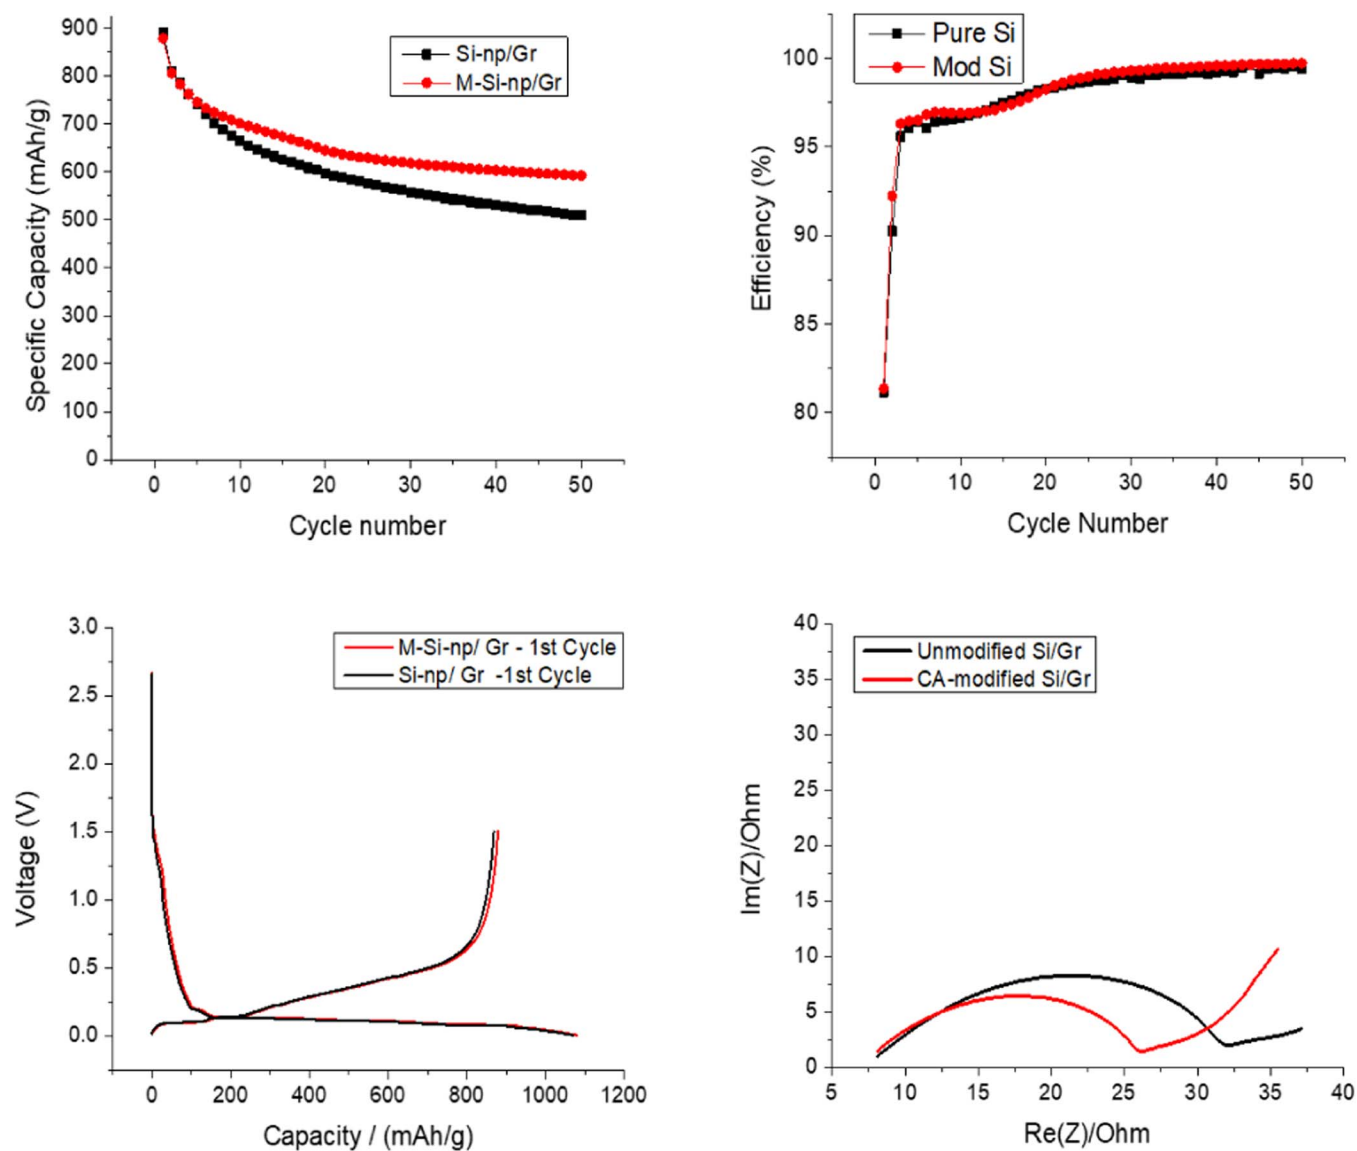 900
800
700
600
500
400
300
200
100
0
Specific Capacity (mAh/g)
Si-np/Gr
M-Si-np/Gr
0 10 20 30 40 50
Cycle number
100
95
90
85
80
Efficiency (%)
Pure Si
Mod Si
0 10 20 30 40 50
Cycle Number
3.0
2.5
2.0
1.5
1.0
0.5
0.0
Voltage (V)
M-Si-np/ Gr - 1st Cycle
Si-np/ Gr -1st Cycle
0 200 400 600 800 1000 1200
Capacity / (mAh/g)
40
35
30
25
20
15
10
5
0
Im(Z)/Ohm
Unmodified Si/Gr
CA-modified Si/Gr
5 10 15 20 25 30 35 40
Re(Z)/Ohm